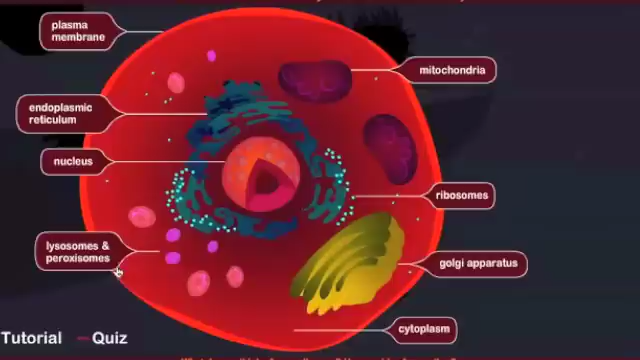 plasma
membrane
mitochondria
endoplasmic
reticulum
nucleus
ribosomes
lysosomes &
peroxisomes
golgi apparatus
cytoplasm
Tutorial
Quiz